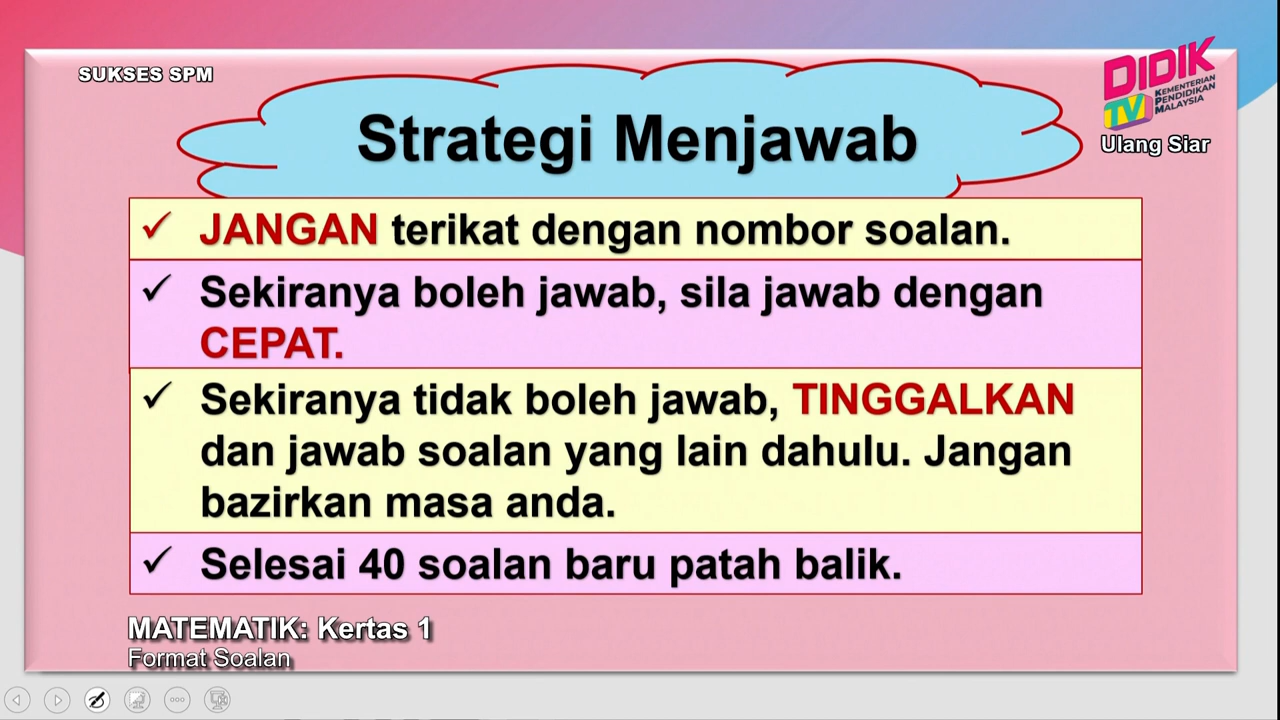 SUKSES SPM
DIDIK
TV
KEMENTERIAN
PENDIDIKAN
MALAYSIA
Ulang Siar
Strategi Menjawab
✓ JANGAN terikat dengan nombor soalan.
✓ Sekiranya boleh jawab, sila jawab dengan
CEPAT.
✓ Sekiranya tidak boleh jawab, TINGGALKAN
dan jawab soalan yang lain dahulu. Jangan
bazirkan masa anda.
✓ Selesai 40 soalan baru patah balik.
MATEMATIK: Kertas 1
Format Soalan